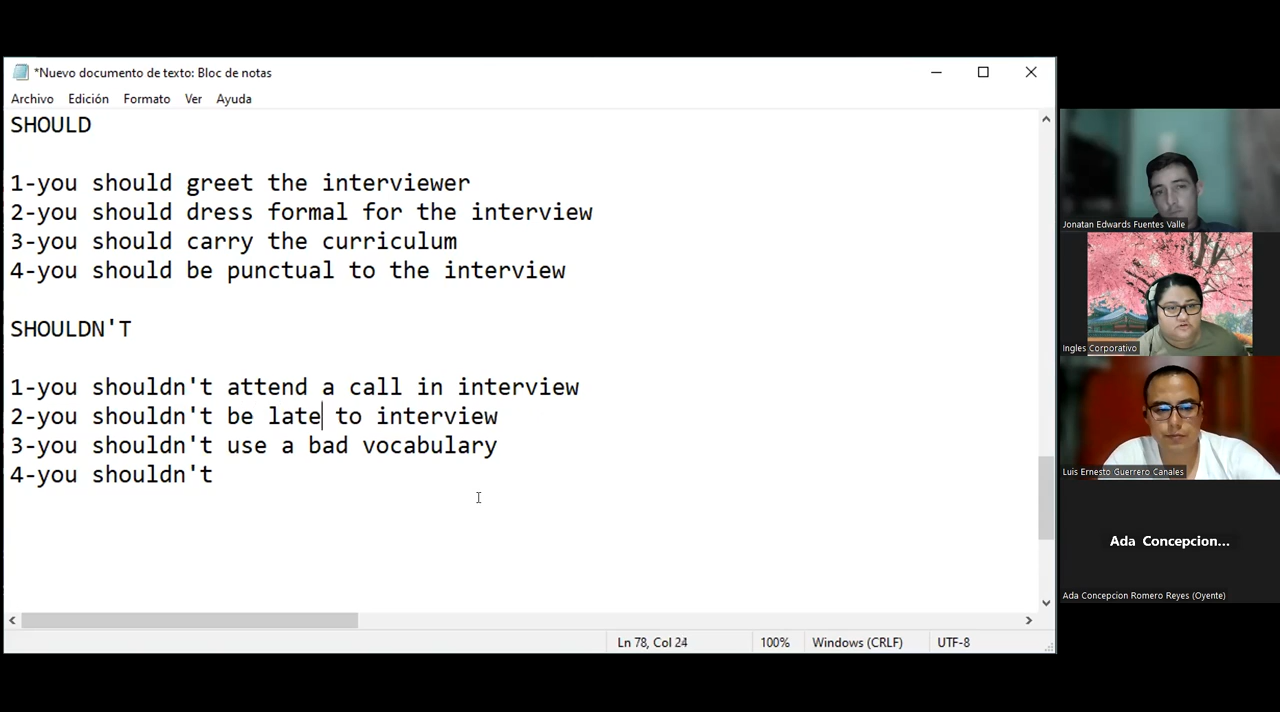 *Nuevo documento de texto: Bloc de notas
Archivo Edición Formato Ver Ayuda
SHOULD
1-you should greet the interviewer
2-you should dress formal for the interview
3-you should carry the curriculum
4-you should be punctual to the interview
SHOULDN'T
1-you shouldn't attend a call in interview
2-you shouldn't be late to interview
3-you shouldn't use a bad vocabulary
4-you shouldn't
Ln 78, Col 24 100% Windows (CRLF) UTF-8
Jonatan Edwards Fuentes Valle
Ingles Corporativo
Luis Ernesto Guerrero Canales
Ada Concepcion...
Ada Concepcion Romero Reyes (Oyente)